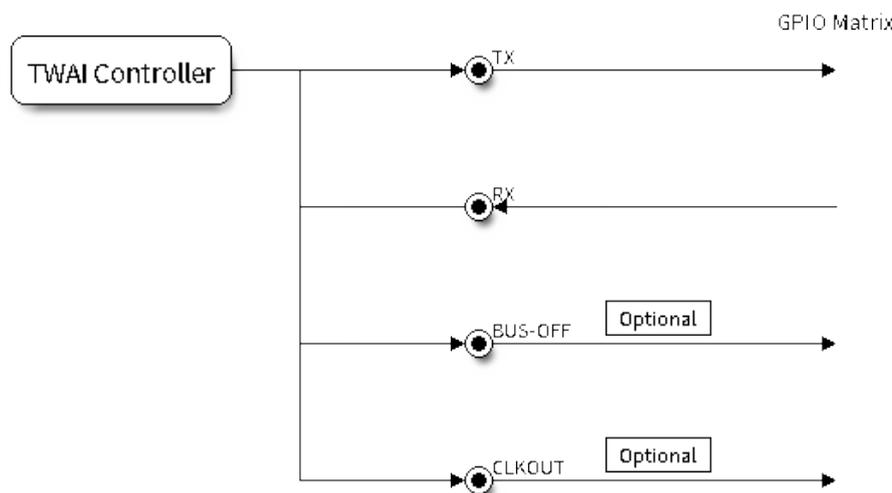 GPIO Matrix
TWAI Controller
TX
RX
BUS-OFF
Optional
CLKOUT
Optional